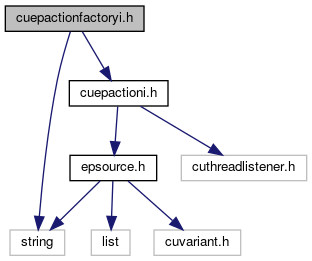 cuepactionfactoryi.h
cuepactioni.h
epsource.h
cuthreadlistener.h
string
list
cuvariant.h